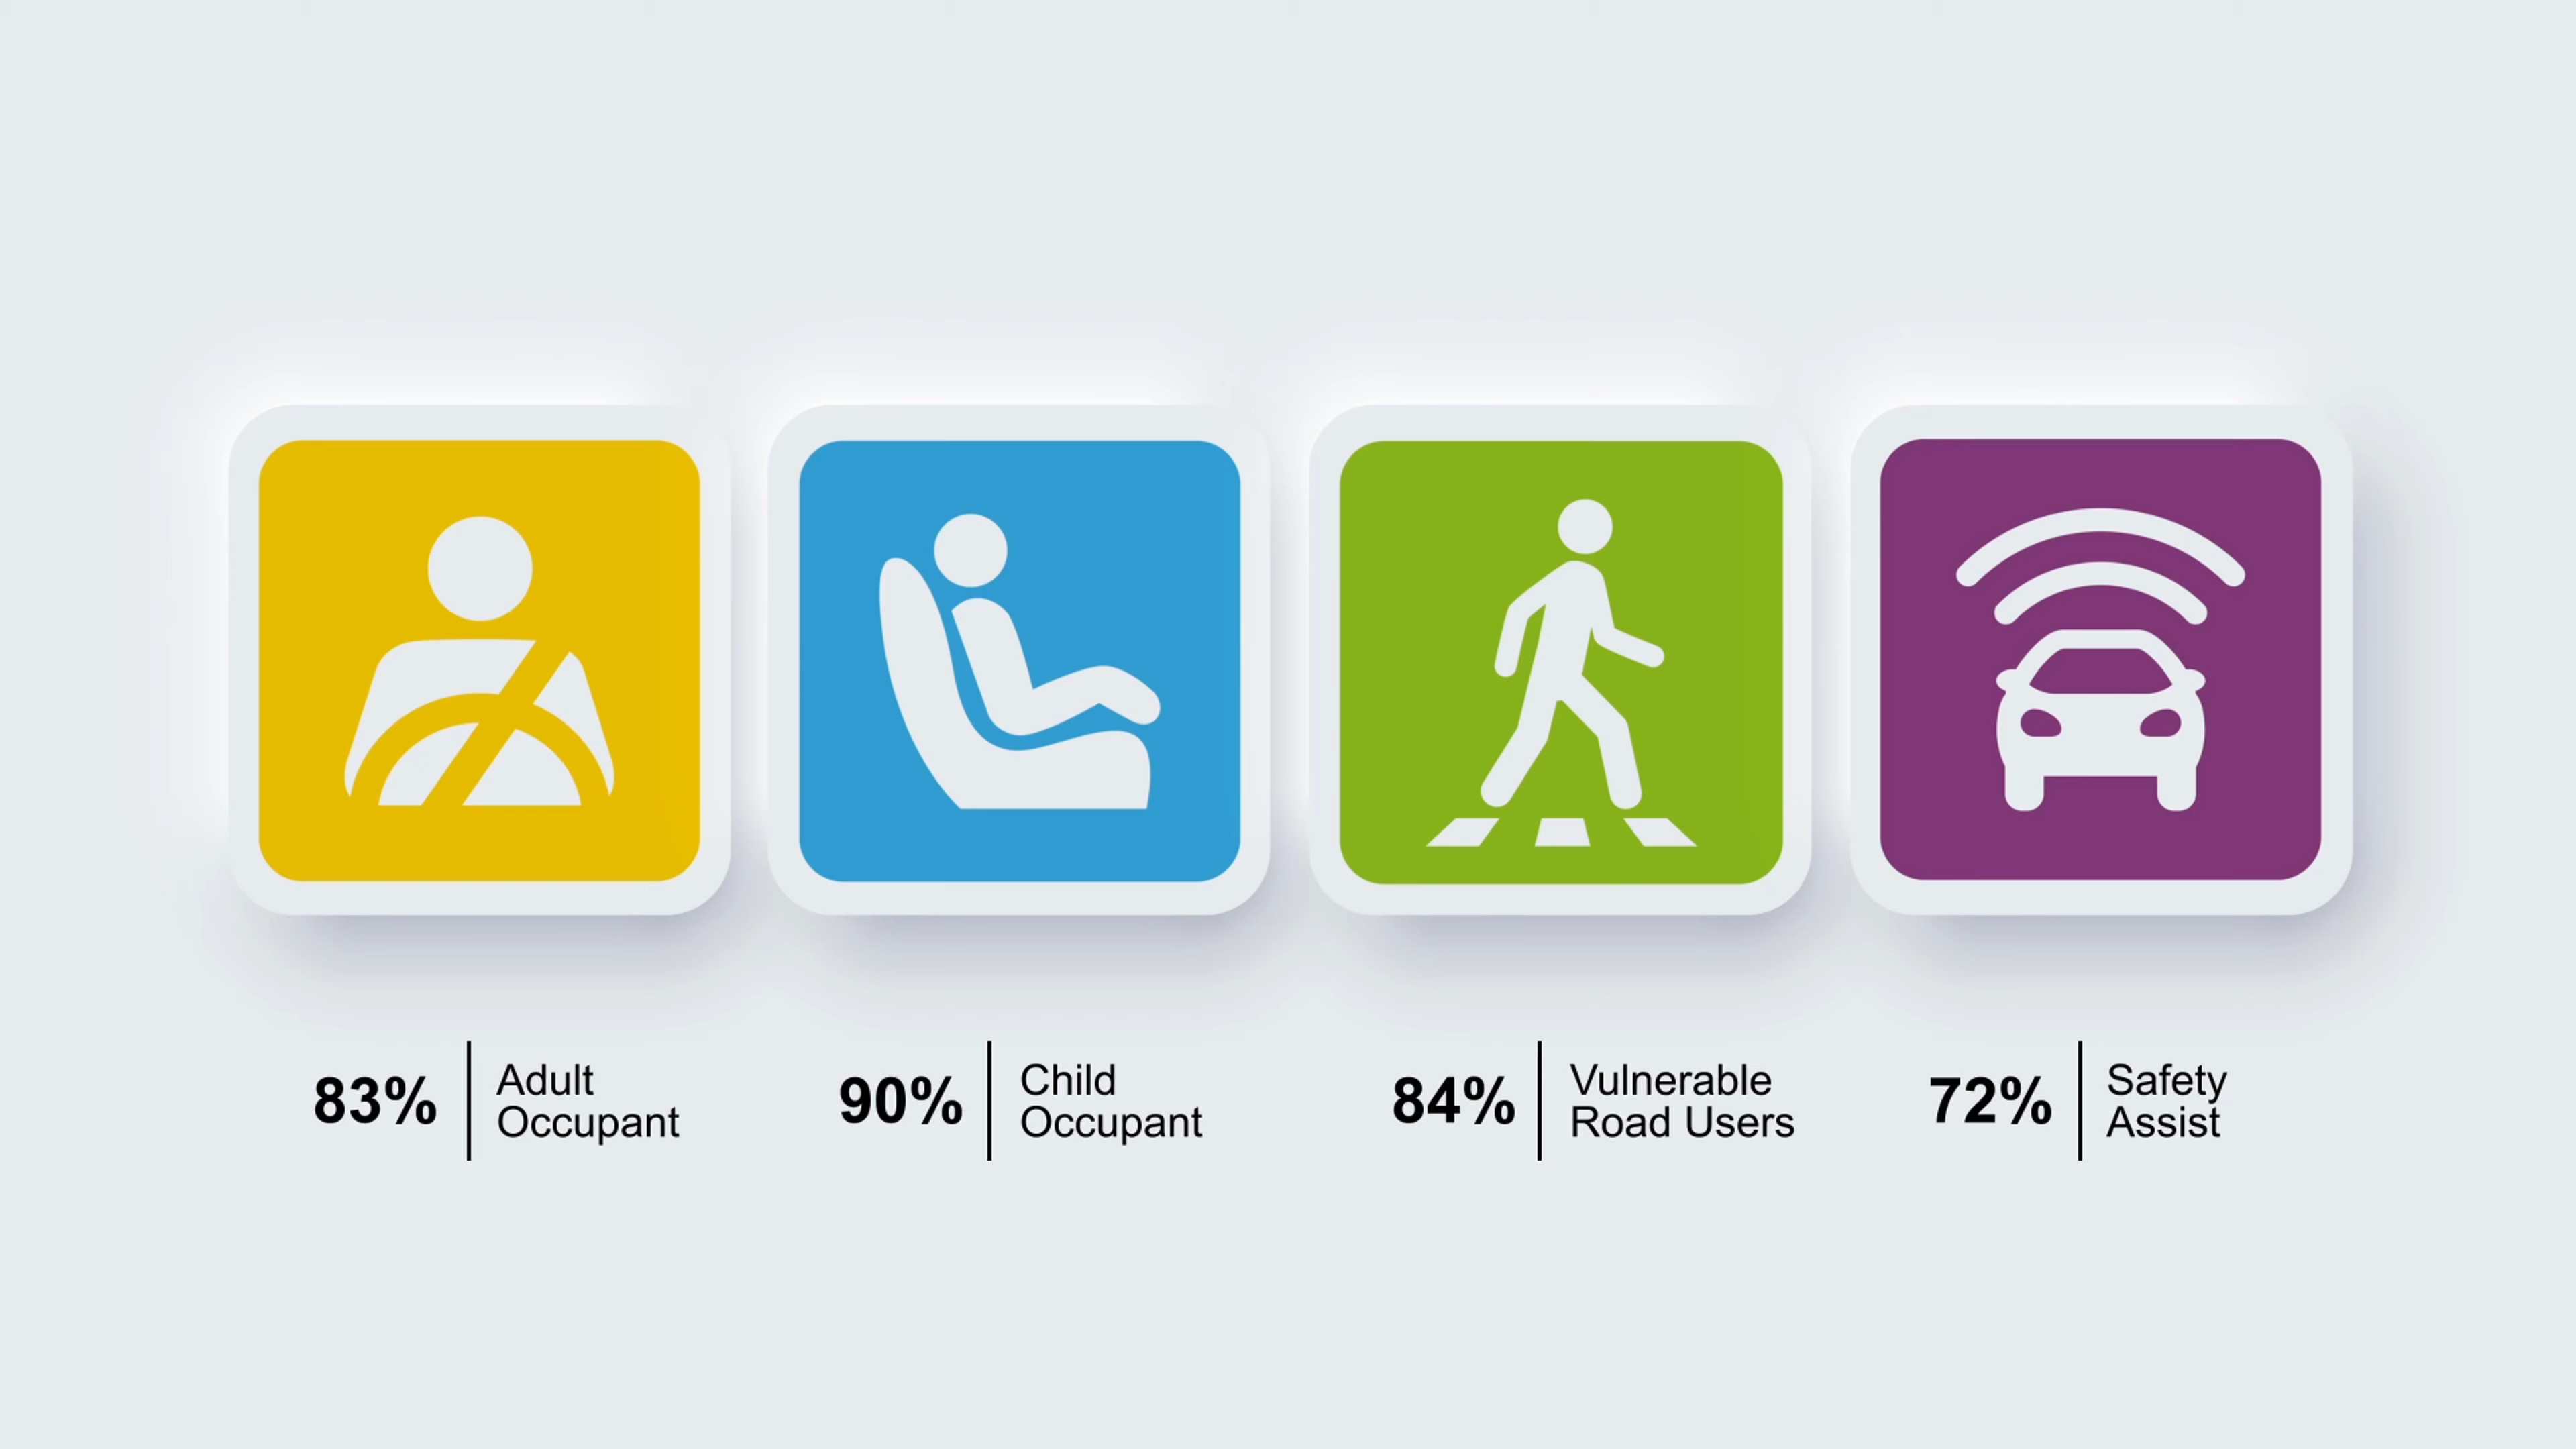 83%
Adult
Occupant
90%
Child
Occupant
84%
Vulnerable
Road Users
72%
Safety
Assist